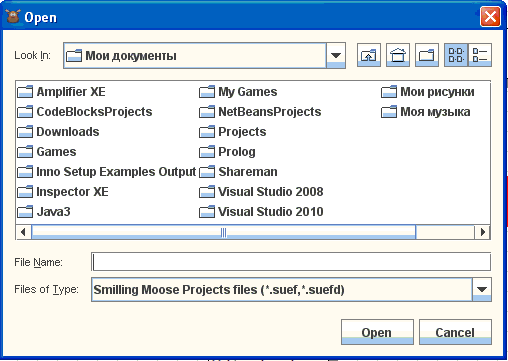 Open
Look In: Мои документы
Amplifier XE
CodeBlocksProjects
Downloads
Games
Inno Setup Examples Output
Inspector XE
Java3
My Games
NetBeansProjects
Projects
Prolog
Shareman
Visual Studio 2008
Visual Studio 2010
Мои рисунки
Моя музыка
File Name:
Files of Type: Smilling Moose Projects files (*.suef,*.suefd)
Open Cancel